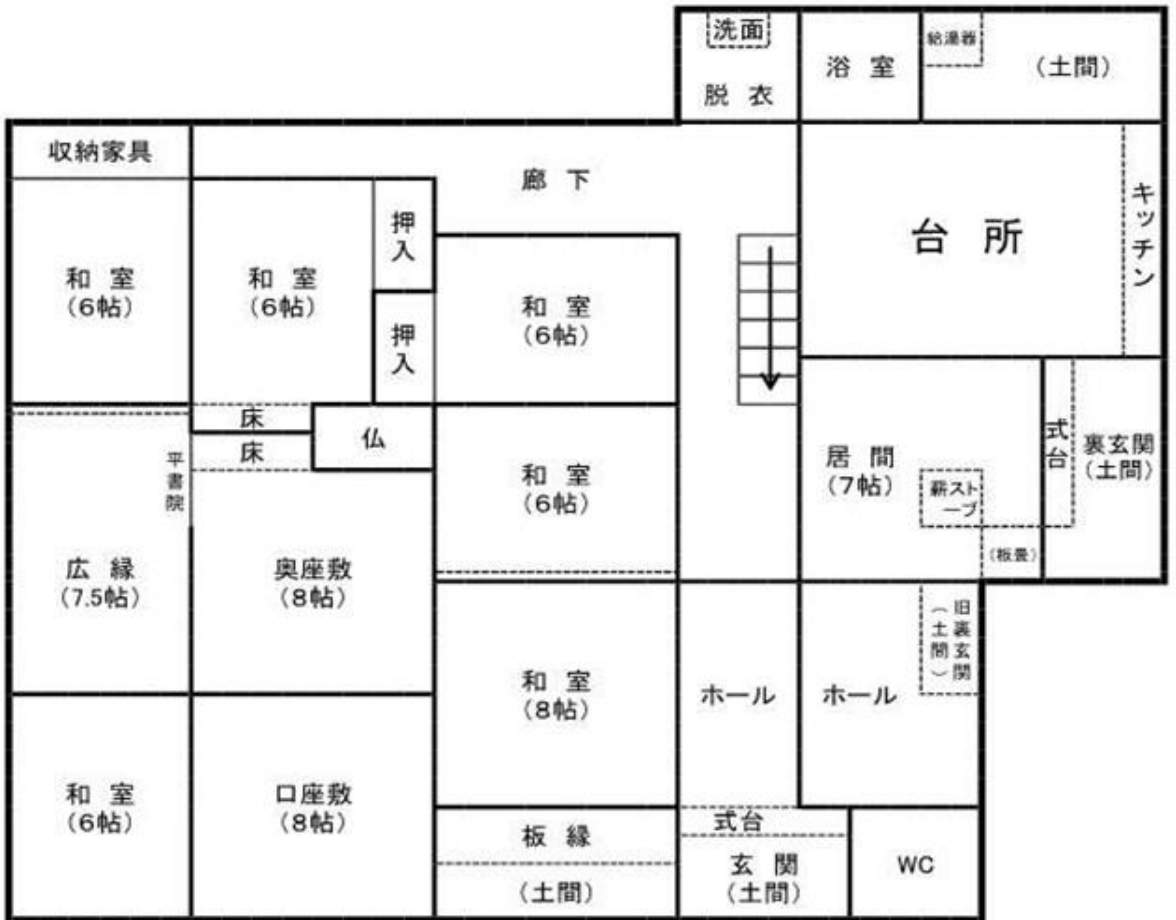 洗面
脱 衣
浴 室
給湯器
(土間)
収納家具
廊 下
台 所
キッチン
和 室
(6帖)
和 室
(6帖)
押入
押入
和 室
(6帖)
床
床
仏
平書院
和 室
(6帖)
居 間
(7帖)
薪スト
ーブ
(板畳)
式台
裏玄関
(土間)
広 縁
(7.5帖)
奥座敷
(8帖)
和 室
(8帖)
ホール
ホール
旧裏玄関
(土間)
和 室
(6帖)
口座敷
(8帖)
板 縁
(土間)
式台
玄 関
(土間)
WC